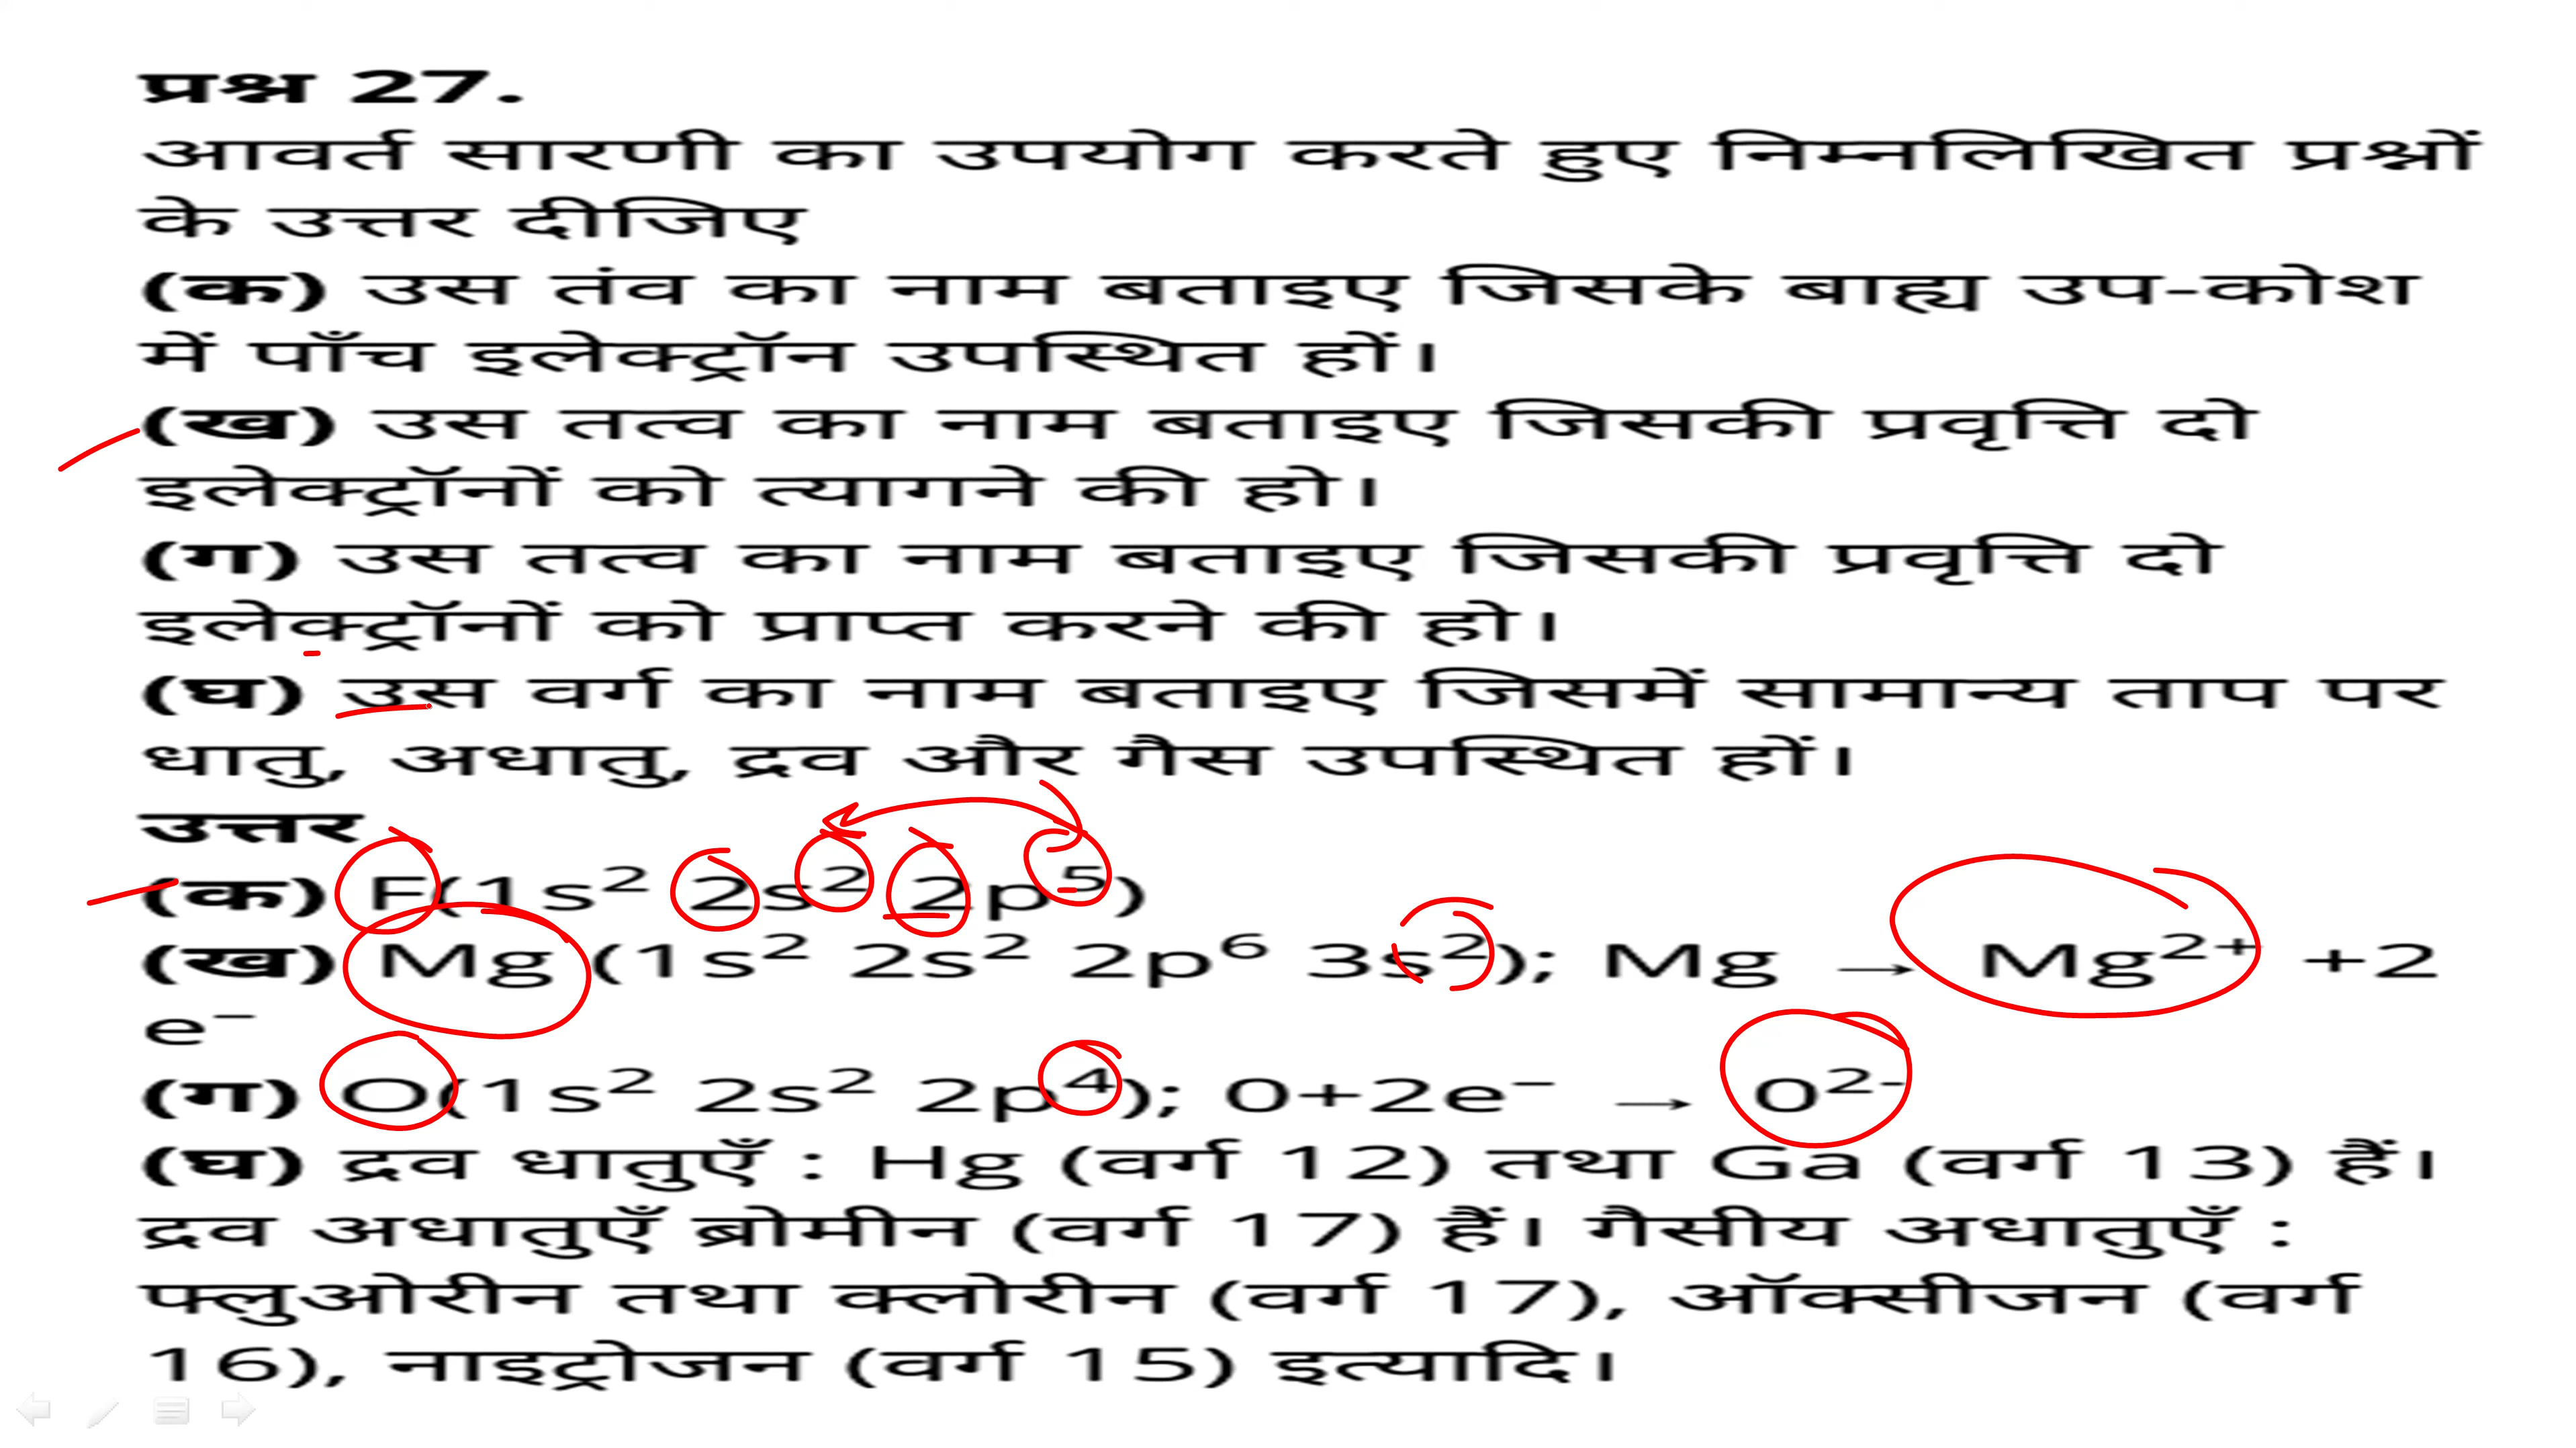 प्रश्न 27.
आवर्त सारणी का उपयोग करते हुए निम्नलिखित प्रश्नों
के उत्तर दीजिए
(क) उस तंव का नाम बताइए जिसके बाह्य उप-कोश
में पाँच इलेक्ट्रॉन उपस्थित हों।
(ख) उस तत्व का नाम बताइए जिसकी प्रवृत्ति दो
इलेक्ट्रॉनों को त्यागने की हो।
(ग) उस तत्व का नाम बताइए जिसकी प्रवृत्ति दो
इलेक्ट्रॉनों को प्राप्त करने की हो।
(घ) उस वर्ग का नाम बताइए जिसमें सामान्य ताप पर
धातु, अधातु, द्रव और गैस उपस्थित हों।
उत्तर
(क) F(1s² 2s² 2p⁵)
(ख) Mg (1s² 2s² 2p⁶ 3s²); Mg → Mg²⁺ +2
e⁻
(ग) O(1s² 2s² 2p⁴); 0+2e⁻ → 0²⁻
(घ) द्रव धातुएँ : Hg (वर्ग 12) तथा Ga (वर्ग 13) हैं।
द्रव अधातुएँ ब्रोमीन (वर्ग 17) हैं। गैसीय अधातुएँ :
फ्लुओरीन तथा क्लोरीन (वर्ग 17), ऑक्सीजन (वर्ग
16), नाइट्रोजन (वर्ग 15) इत्यादि।